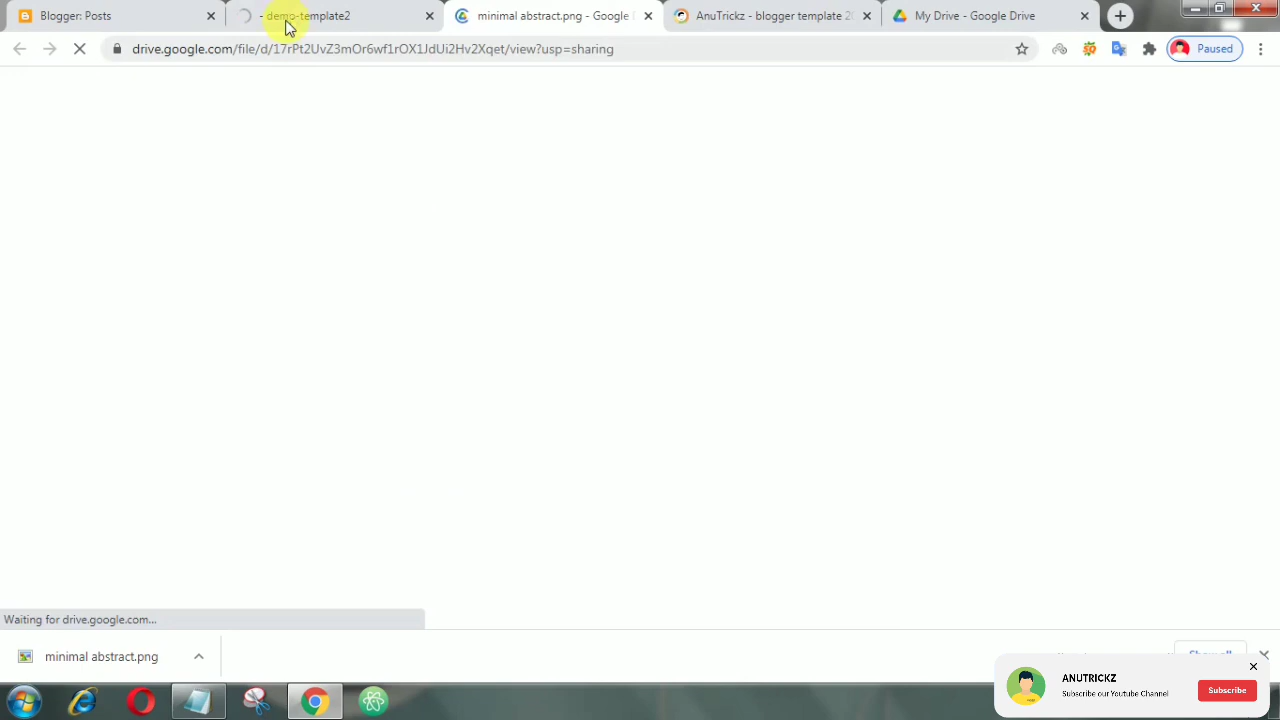 Blogger: Posts
- demo-template2
minimal abstract.png - Google
AnuTrickz - blogger template 2
My Drive - Google Drive
drive.google.com/file/d/17rPt2UvZ3mOr6wf1rOX1JdUi2Hv2Xqet/view?usp=sharing
Paused
Waiting for drive.google.com...
minimal abstract.png
ANUTRICKZ
Subscribe our Youtube Channel
Subscribe